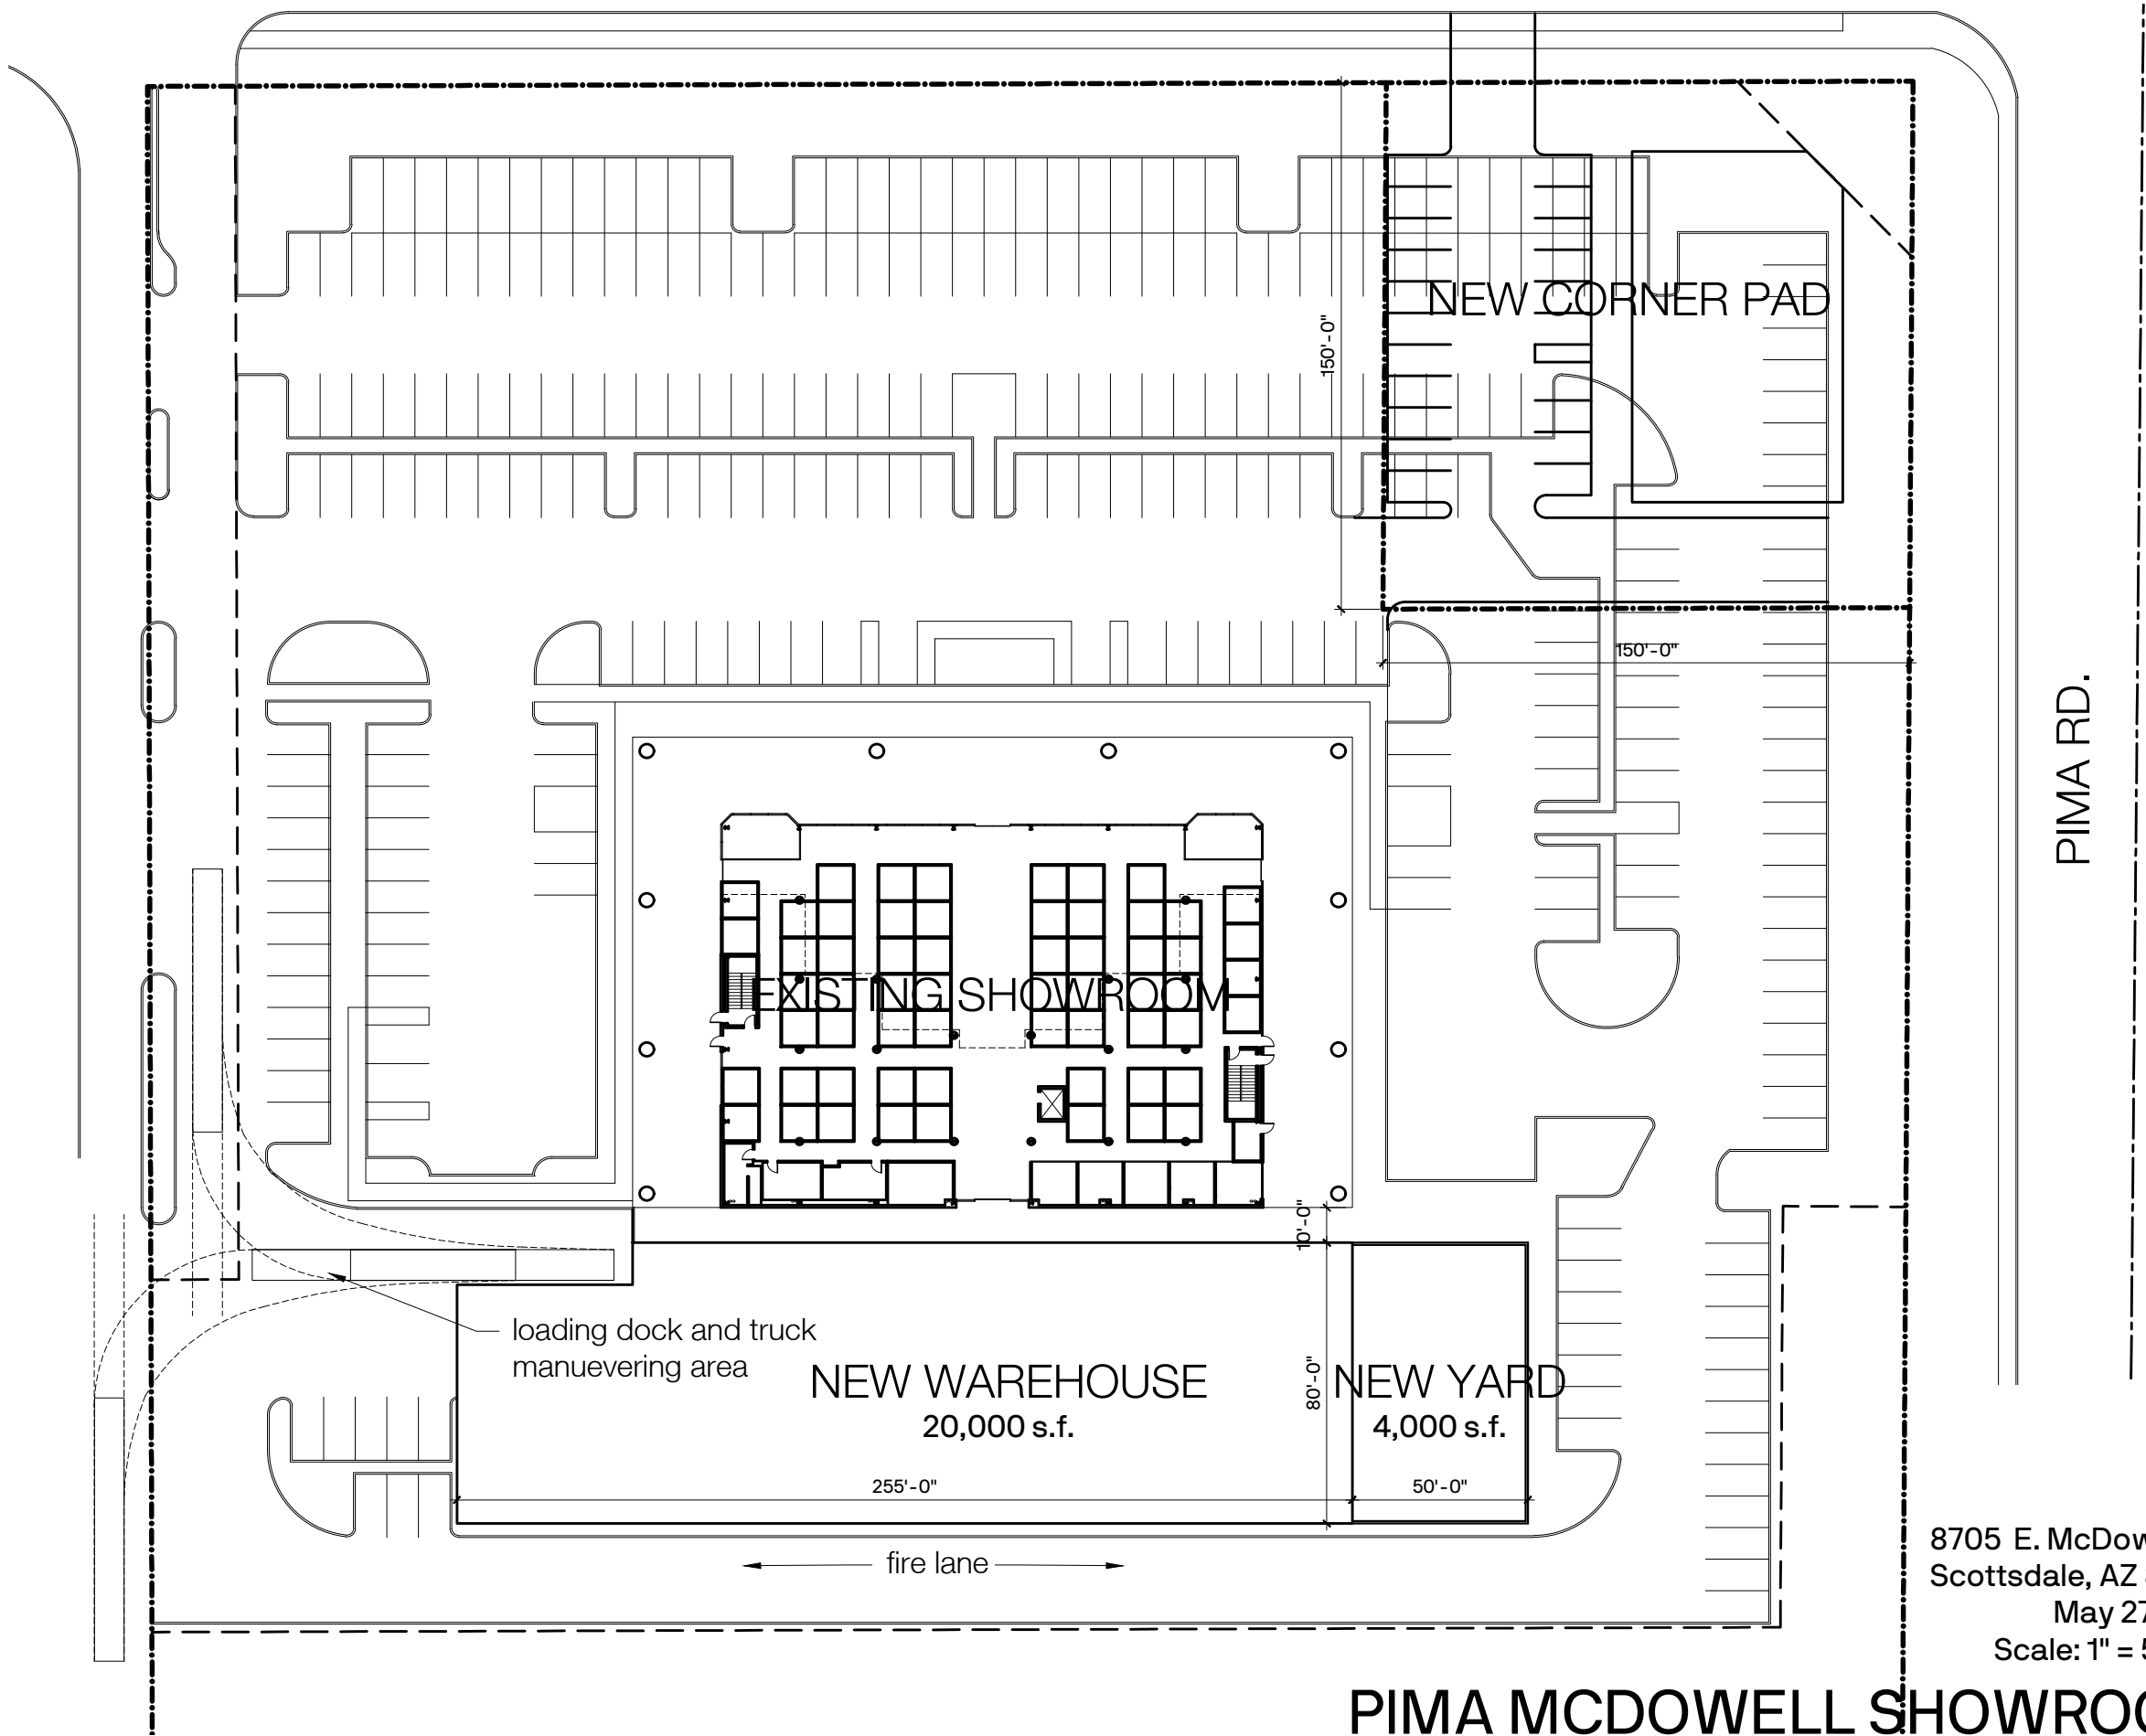 NEW CORNER PAD
150'-0"
150'-0"
PIMA RD.
EXISTING SHOWROOM
10'-0"
loading dock and truck
manuevering area
NEW WAREHOUSE
20,000 s.f.
80'-0"
NEW YARD
4,000 s.f.
255'-0"
50'-0"
fire lane
8705 E. McDow
Scottsdale, AZ
May 27
Scale: 1" = 5
PIMA MCDOWELL SHOWROO